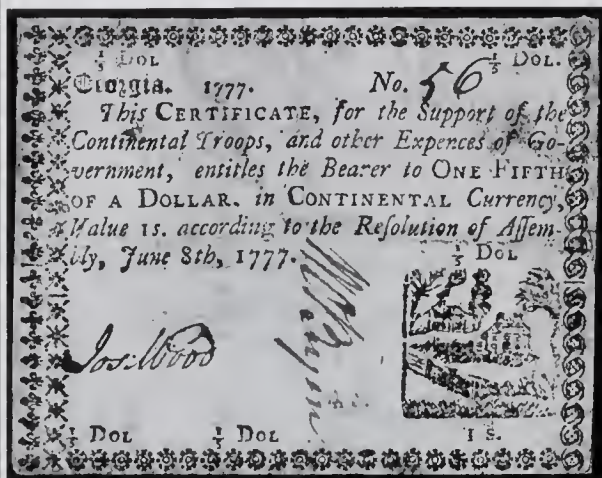 1/5 DOL 1/5 DOL.
Georgia. 1777. No. 56
This CERTIFICATE, for the Support of the
Continental Troops, and other Expences of Go-
vernment, entitles the Bearer to ONE FIFTH
OF A DOLLAR. in CONTINENTAL Currency,
Value 1s. according to the Reſolution of Aſſem-
bly, June 8th, 1777.
1/5 DOL
Jos: Wood
1/5 DOL 1/5 DOL 1 S.